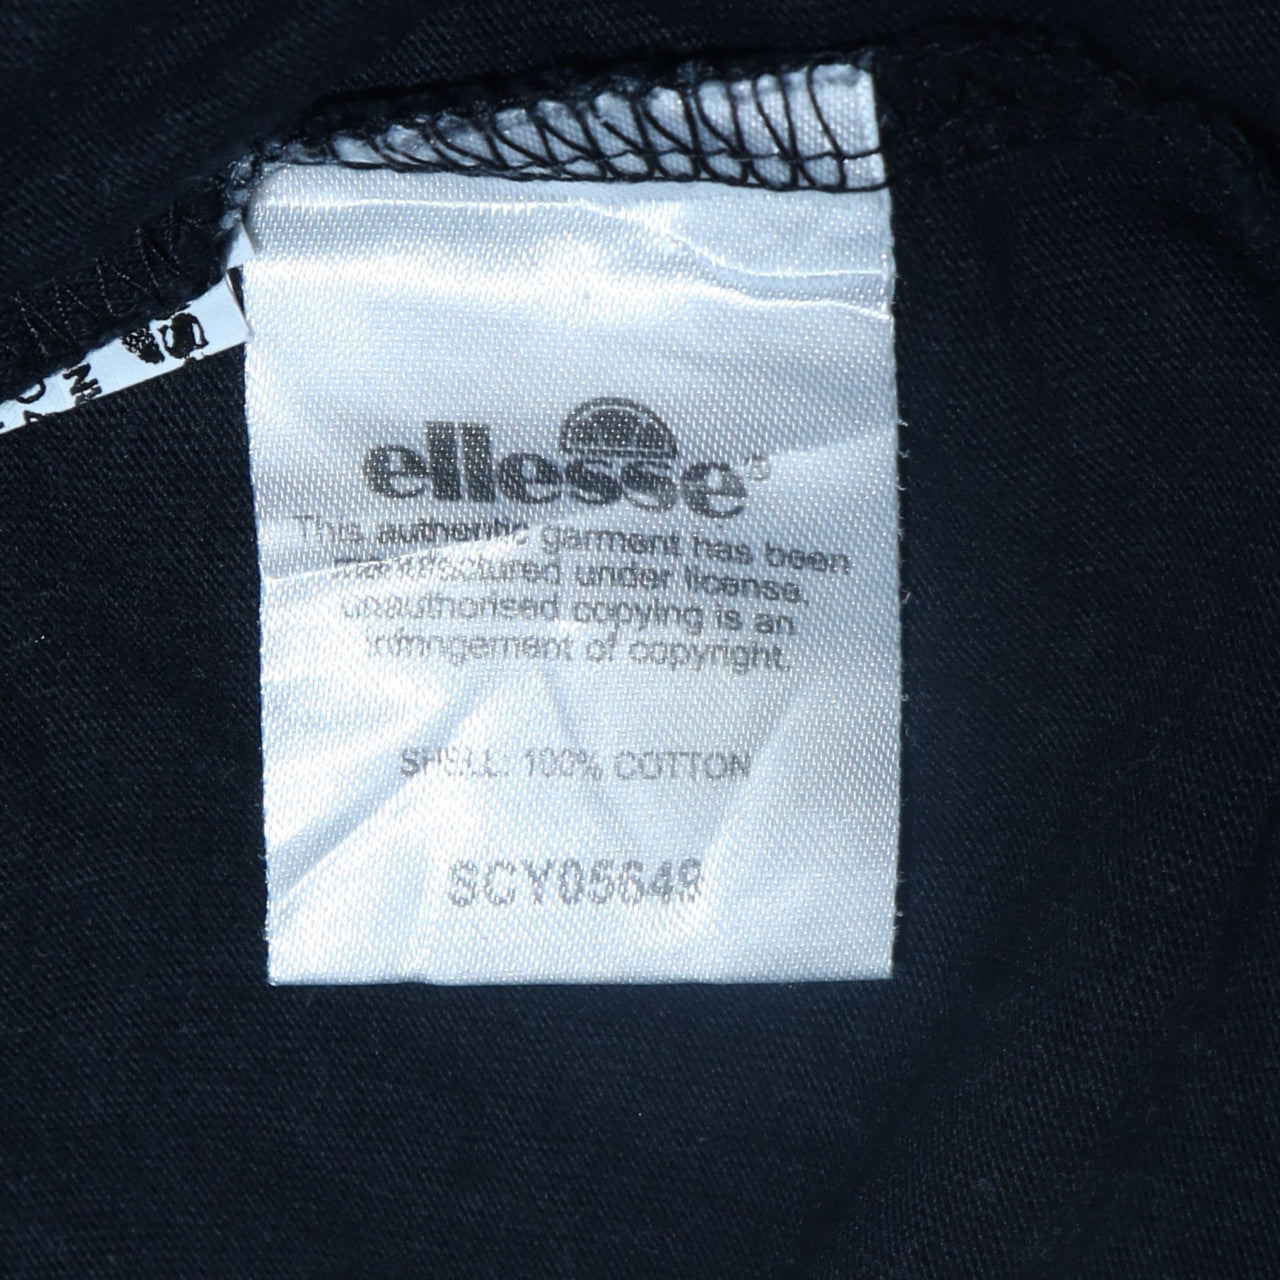 ellesse®
This authentic garment has been
manufactured under license,
unauthorised copying is an
infringement of copyright.
SHELL: 100% COTTON
SCY05649
S